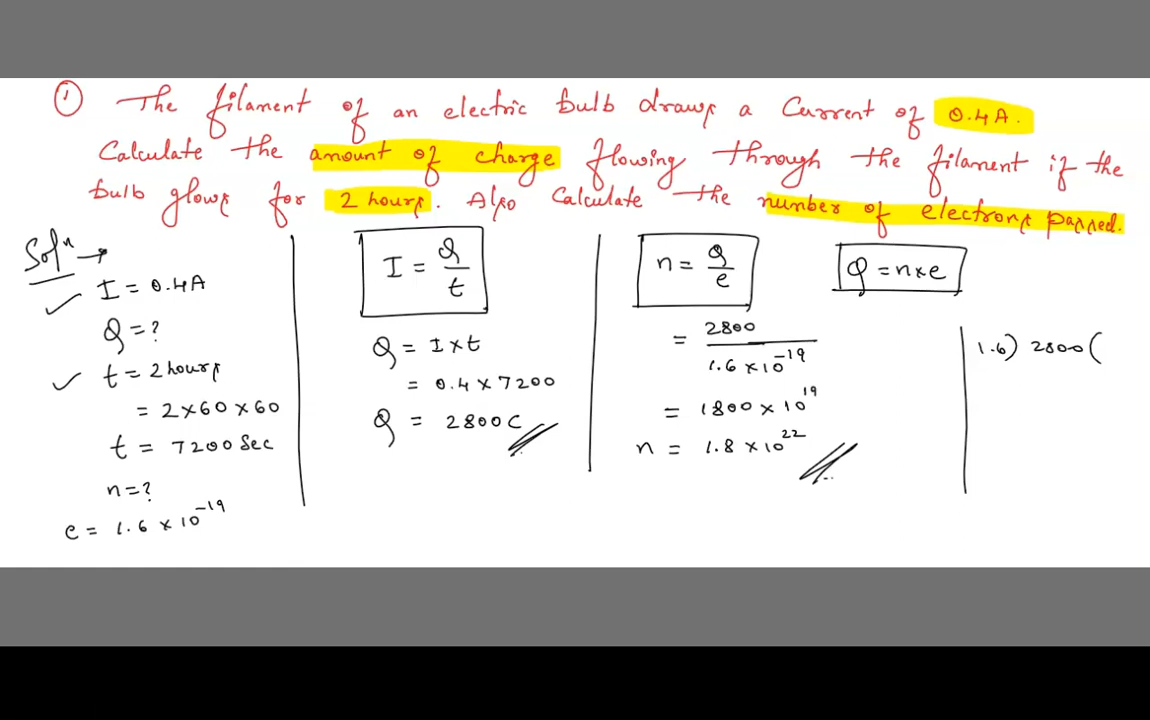 ① The filament of an electric bulb draws a Current of 0.4A.
Calculate the amount of charge flowing through the filament if the
bulb glows for 2 hours. Also Calculate the number of electrons passed.
Solⁿ →
I = 0.4A
Q = ?
t = 2 hours
= 2×60×60
t = 7200 Sec
n = ?
e = 1.6 × 10⁻¹⁹
I = Q/t
Q = I×t
= 0.4 × 7200
Q = 2800 C
n = Q/e
= 2800 / 1.6 × 10⁻¹⁹
= 1800 × 10¹⁹
n = 1.8 × 10²²
Q = n×e
1.6) 2800 (